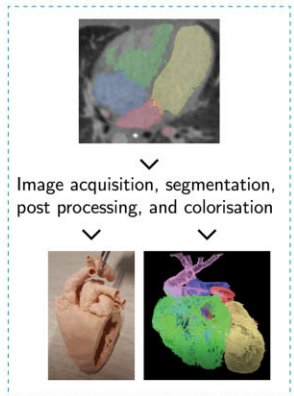 Image acquisition, segmentation,
post processing, and colorisation